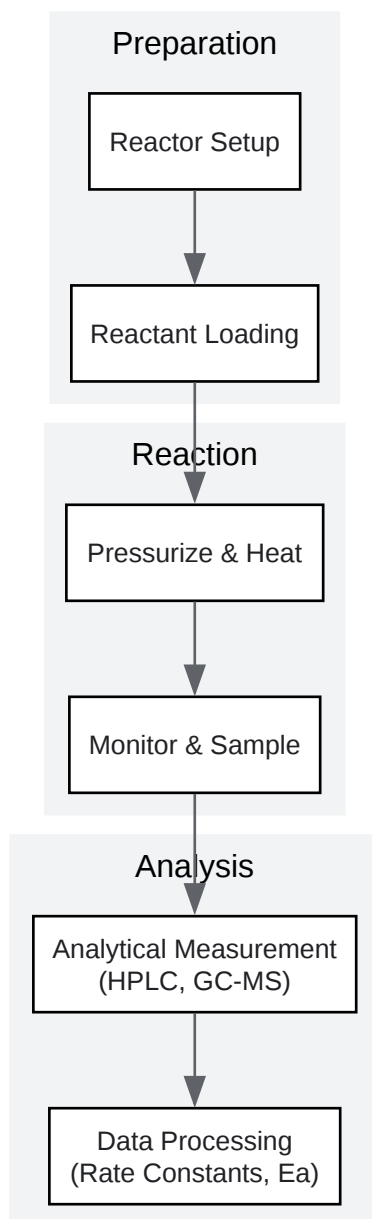 Preparation
Reactor Setup
Reactant Loading
Reaction
Pressurize & Heat
Monitor & Sample
Analysis
Analytical Measurement
(HPLC, GC-MS)
Data Processing
(Rate Constants, Ea)